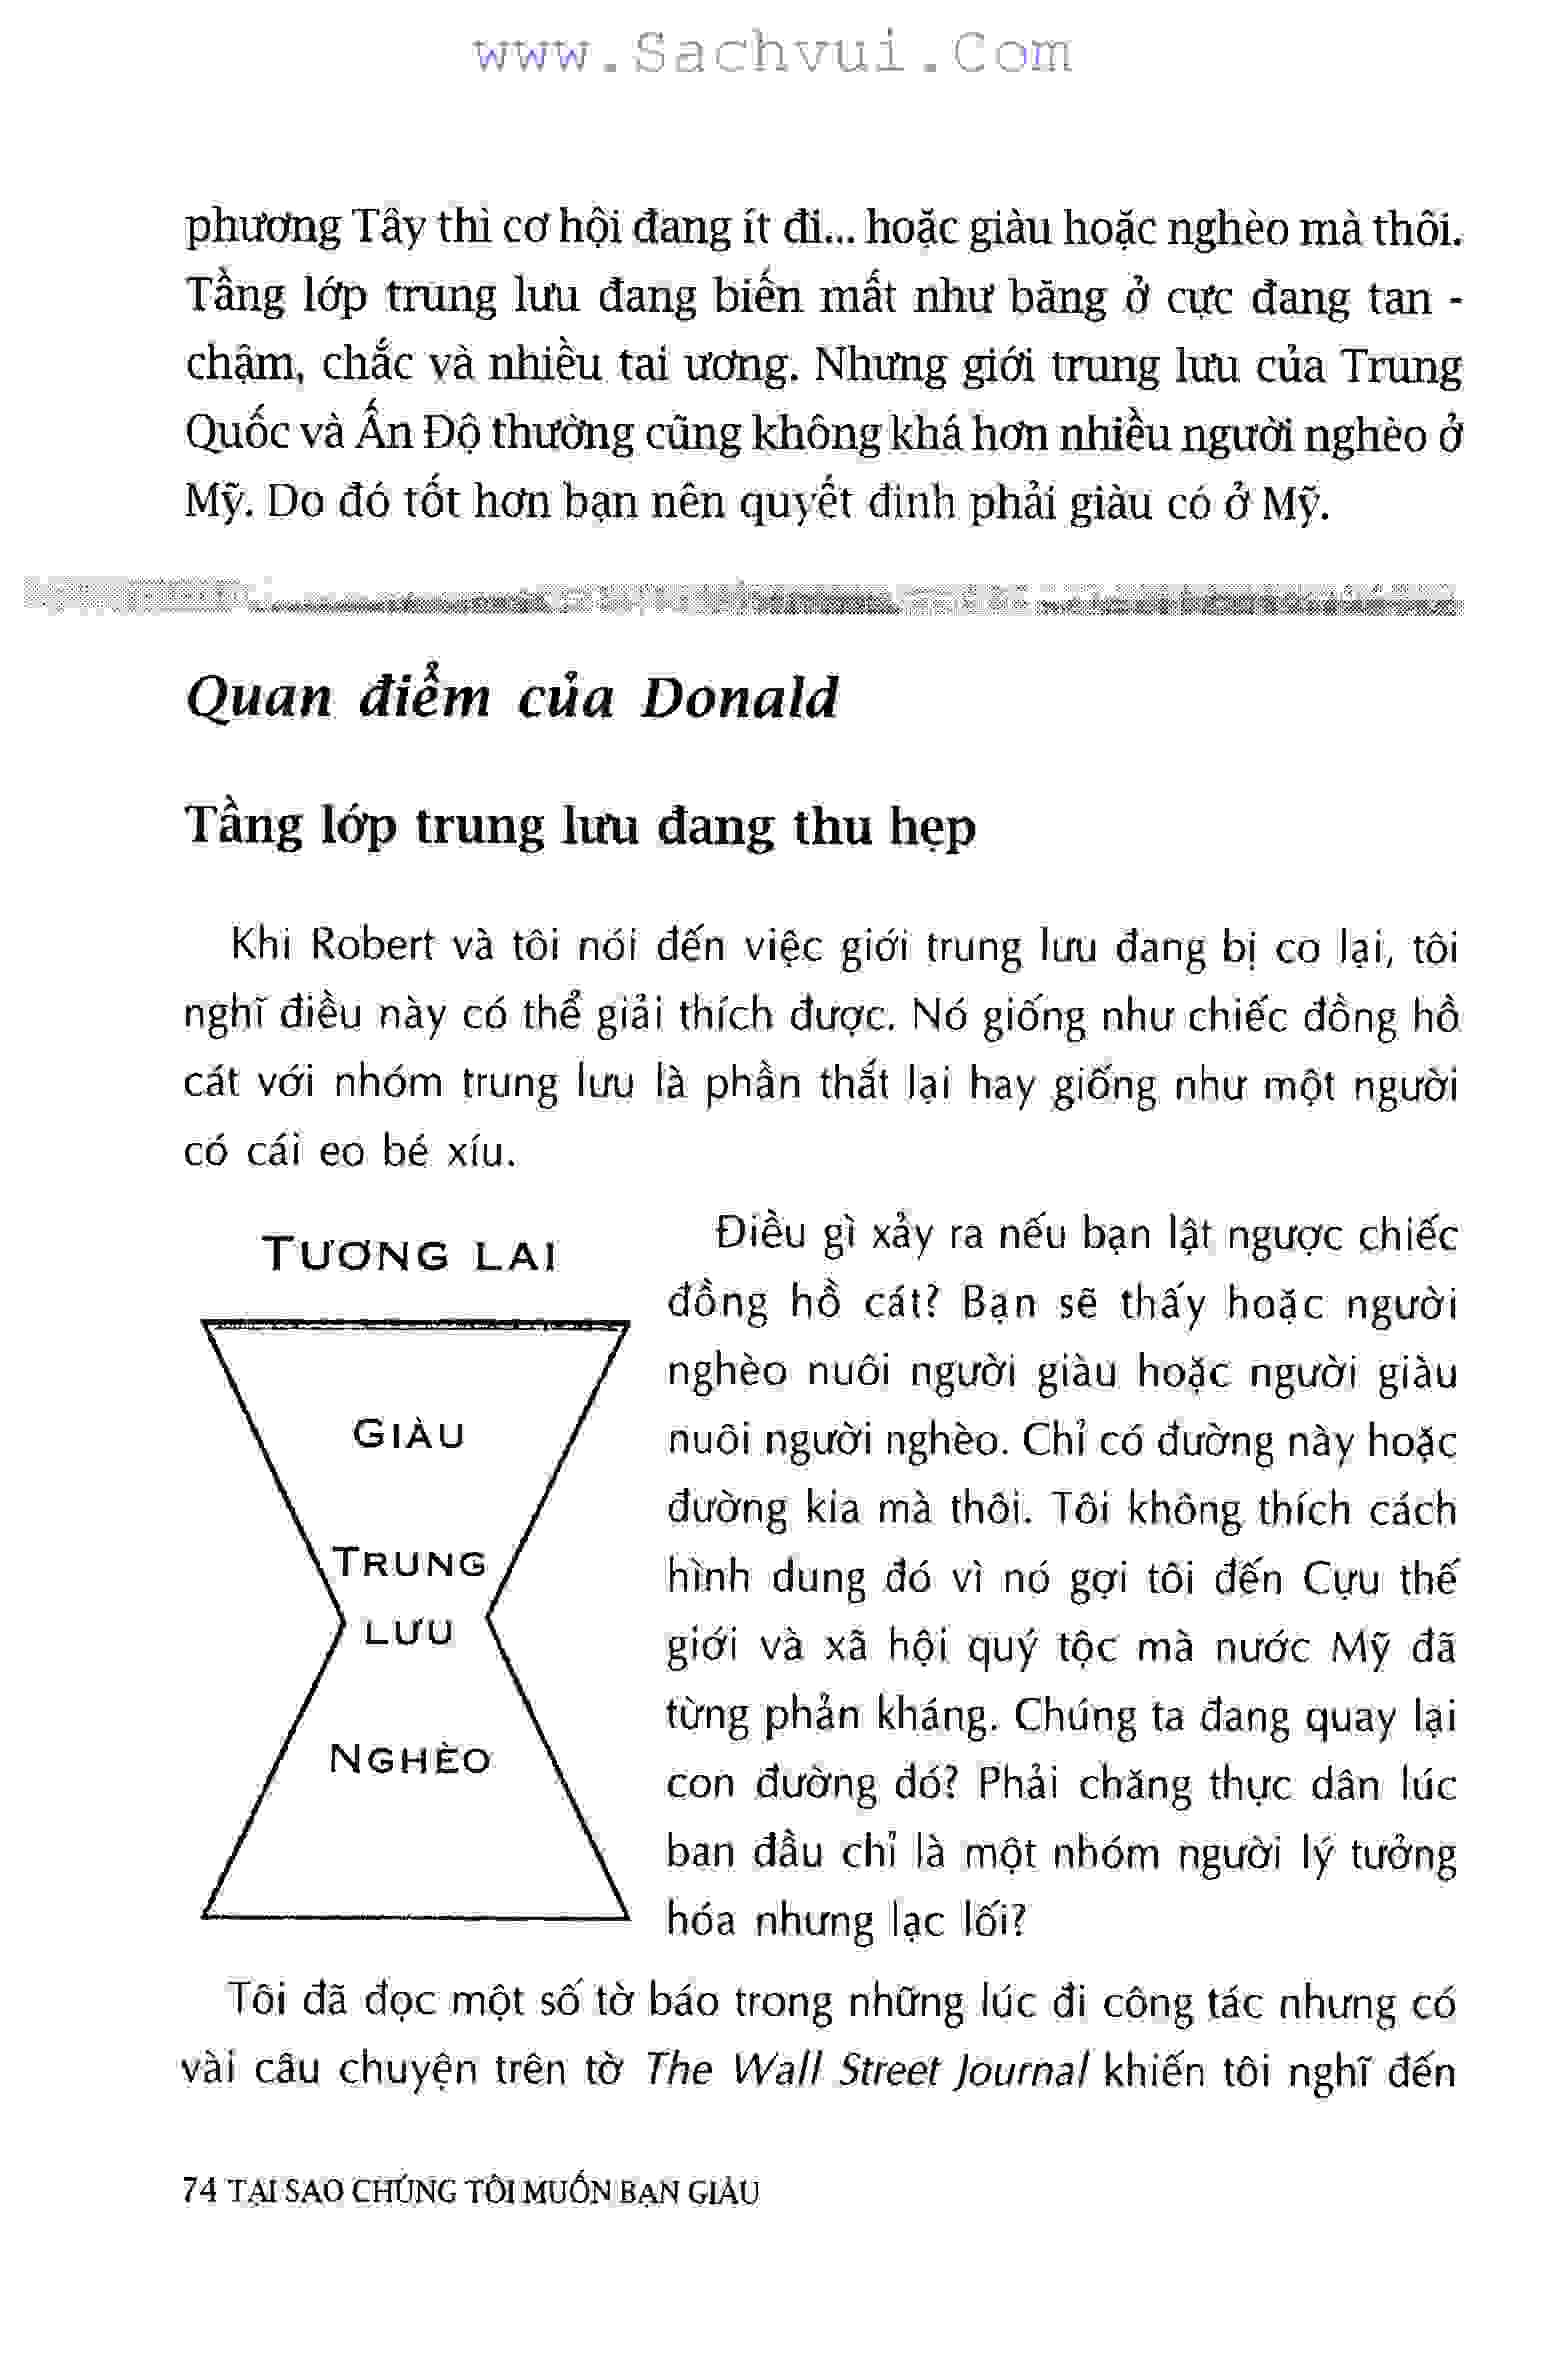 www.Sachvui.Com
phương Tây thì cơ hội đang ít đi... hoặc giàu hoặc nghèo mà thôi.
Tầng lớp trung lưu đang biến mất như băng ở cực đang tan -
chậm, chắc và nhiều tai ương. Nhưng giới trung lưu của Trung
Quốc và Ấn Độ thường cũng không khá hơn nhiều người nghèo ở
Mỹ. Do đó tốt hơn bạn nên quyết định phải giàu có ở Mỹ.
Quan điểm của Donald
Tầng lớp trung lưu đang thu hẹp
Khi Robert và tôi nói đến việc giới trung lưu đang bị co lại, tôi
nghĩ điều này có thể giải thích được. Nó giống như chiếc đồng hồ
cát với nhóm trung lưu là phần thắt lại hay giống như một người
có cái eo bé xíu.
TƯƠNG LAI
GIÀU
TRUNG
LƯU
NGHÈO
Điều gì xảy ra nếu bạn lật ngược chiếc
đồng hồ cát? Bạn sẽ thấy hoặc người
nghèo nuôi người giàu hoặc người giàu
nuôi người nghèo. Chỉ có đường này hoặc
đường kia mà thôi. Tôi không thích cách
hình dung đó vì nó gợi tôi đến Cựu thế
giới và xã hội quý tộc mà nước Mỹ đã
từng phản kháng. Chúng ta đang quay lại
con đường đó? Phải chăng thực dân lúc
ban đầu chỉ là một nhóm người lý tưởng
hóa nhưng lạc lối?
Tôi đã đọc một số tờ báo trong những lúc đi công tác nhưng có
vài câu chuyện trên tờ The Wall Street Journal khiến tôi nghĩ đến
74 TẠI SAO CHÚNG TÔI MUỐN BẠN GIÀU